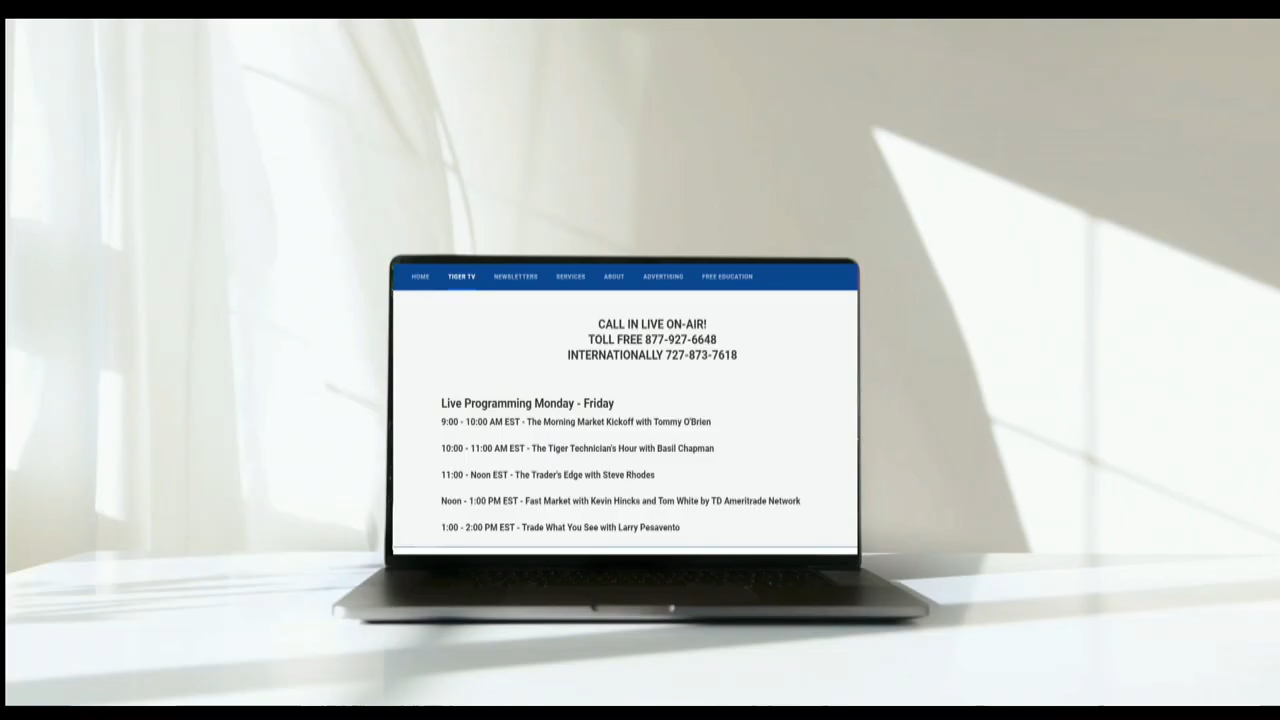 HOME TIGER TV NEWSLETTERS SERVICES ABOUT ADVERTISING FREE EDUCATION
CALL IN LIVE ON-AIR!
TOLL FREE 877-927-6648
INTERNATIONALLY 727-873-7618
Live Programming Monday - Friday
9:00 - 10:00 AM EST - The Morning Market Kickoff with Tommy O'Brien
10:00 - 11:00 AM EST - The Tiger Technician's Hour with Basil Chapman
11:00 - Noon EST - The Trader's Edge with Steve Rhodes
Noon - 1:00 PM EST - Fast Market with Kevin Hincks and Tom White by TD Ameritrade Network
1:00 - 2:00 PM EST - Trade What You See with Larry Pesavento